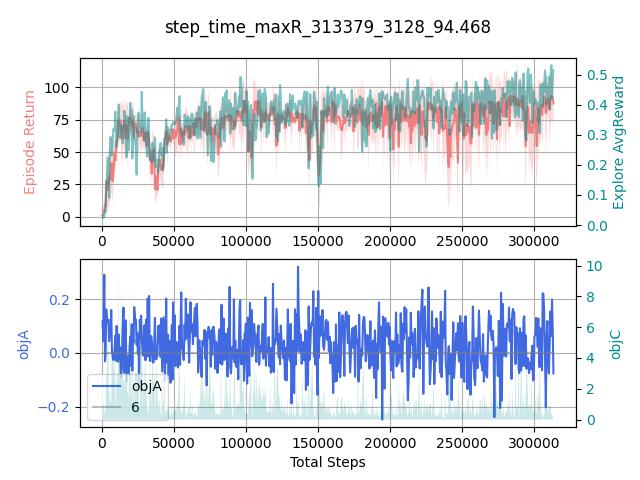 step_time_maxR_313379_3128_94.468
Episode Return
100
75
50
25
0
0.5
0.4
0.3
0.2
0.1
0.0
Explore AvgReward
0 50000 100000 150000 200000 250000 300000
objA
0.2
0.0
−0.2
10
8
6
4
2
0
objC
objA
6
0 50000 100000 150000 200000 250000 300000
Total Steps